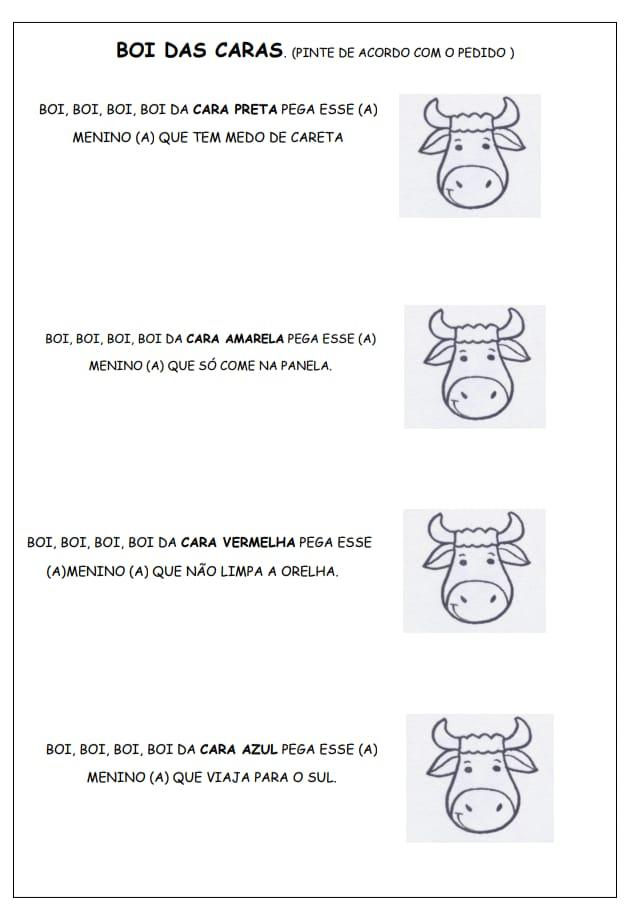 BOI DAS CARAS. (PINTE DE ACORDO COM O PEDIDO )
BOI, BOI, BOI, BOI DA CARA PRETA PEGA ESSE (A)
MENINO (A) QUE TEM MEDO DE CARETA
BOI, BOI, BOI, BOI DA CARA AMARELA PEGA ESSE (A)
MENINO (A) QUE SÓ COME NA PANELA.
BOI, BOI, BOI, BOI DA CARA VERMELHA PEGA ESSE
(A)MENINO (A) QUE NÃO LIMPA A ORELHA.
BOI, BOI, BOI, BOI DA CARA AZUL PEGA ESSE (A)
MENINO (A) QUE VIAJA PARA O SUL.